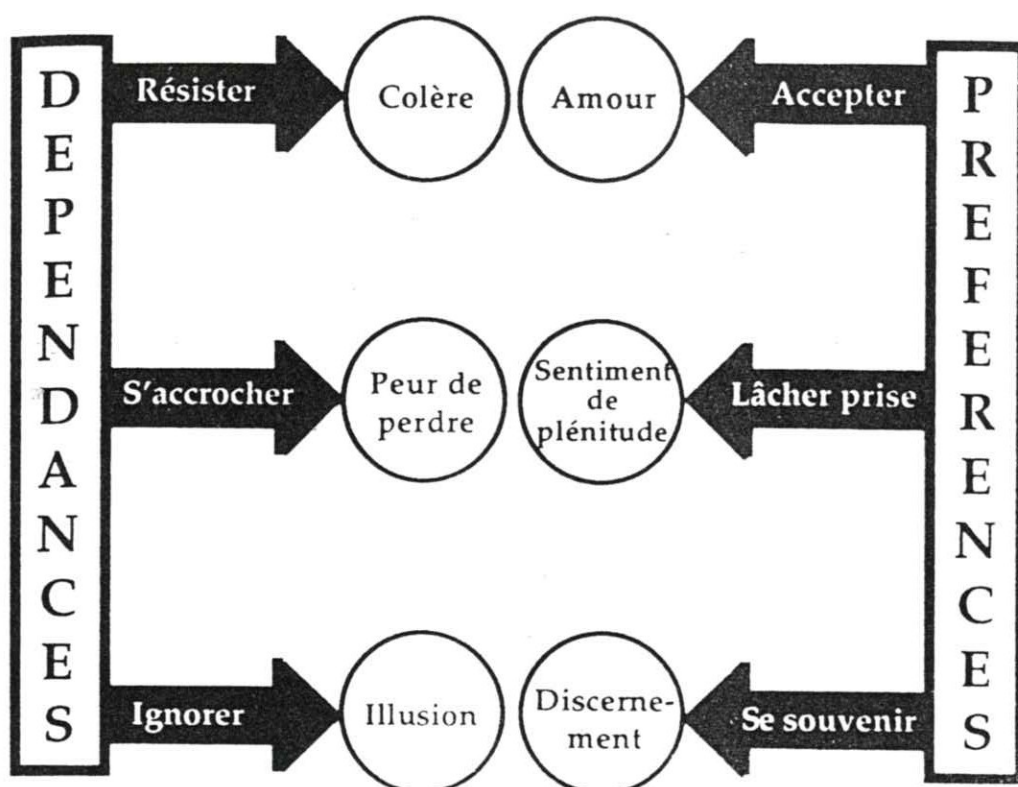 DEPENDANCES
Résister
Colère
Amour
Accepter
PREFERENCES
S'accrocher
Peur de
perdre
Sentiment
de
plénitude
Lâcher prise
Ignorer
Illusion
Discerne-
ment
Se souvenir